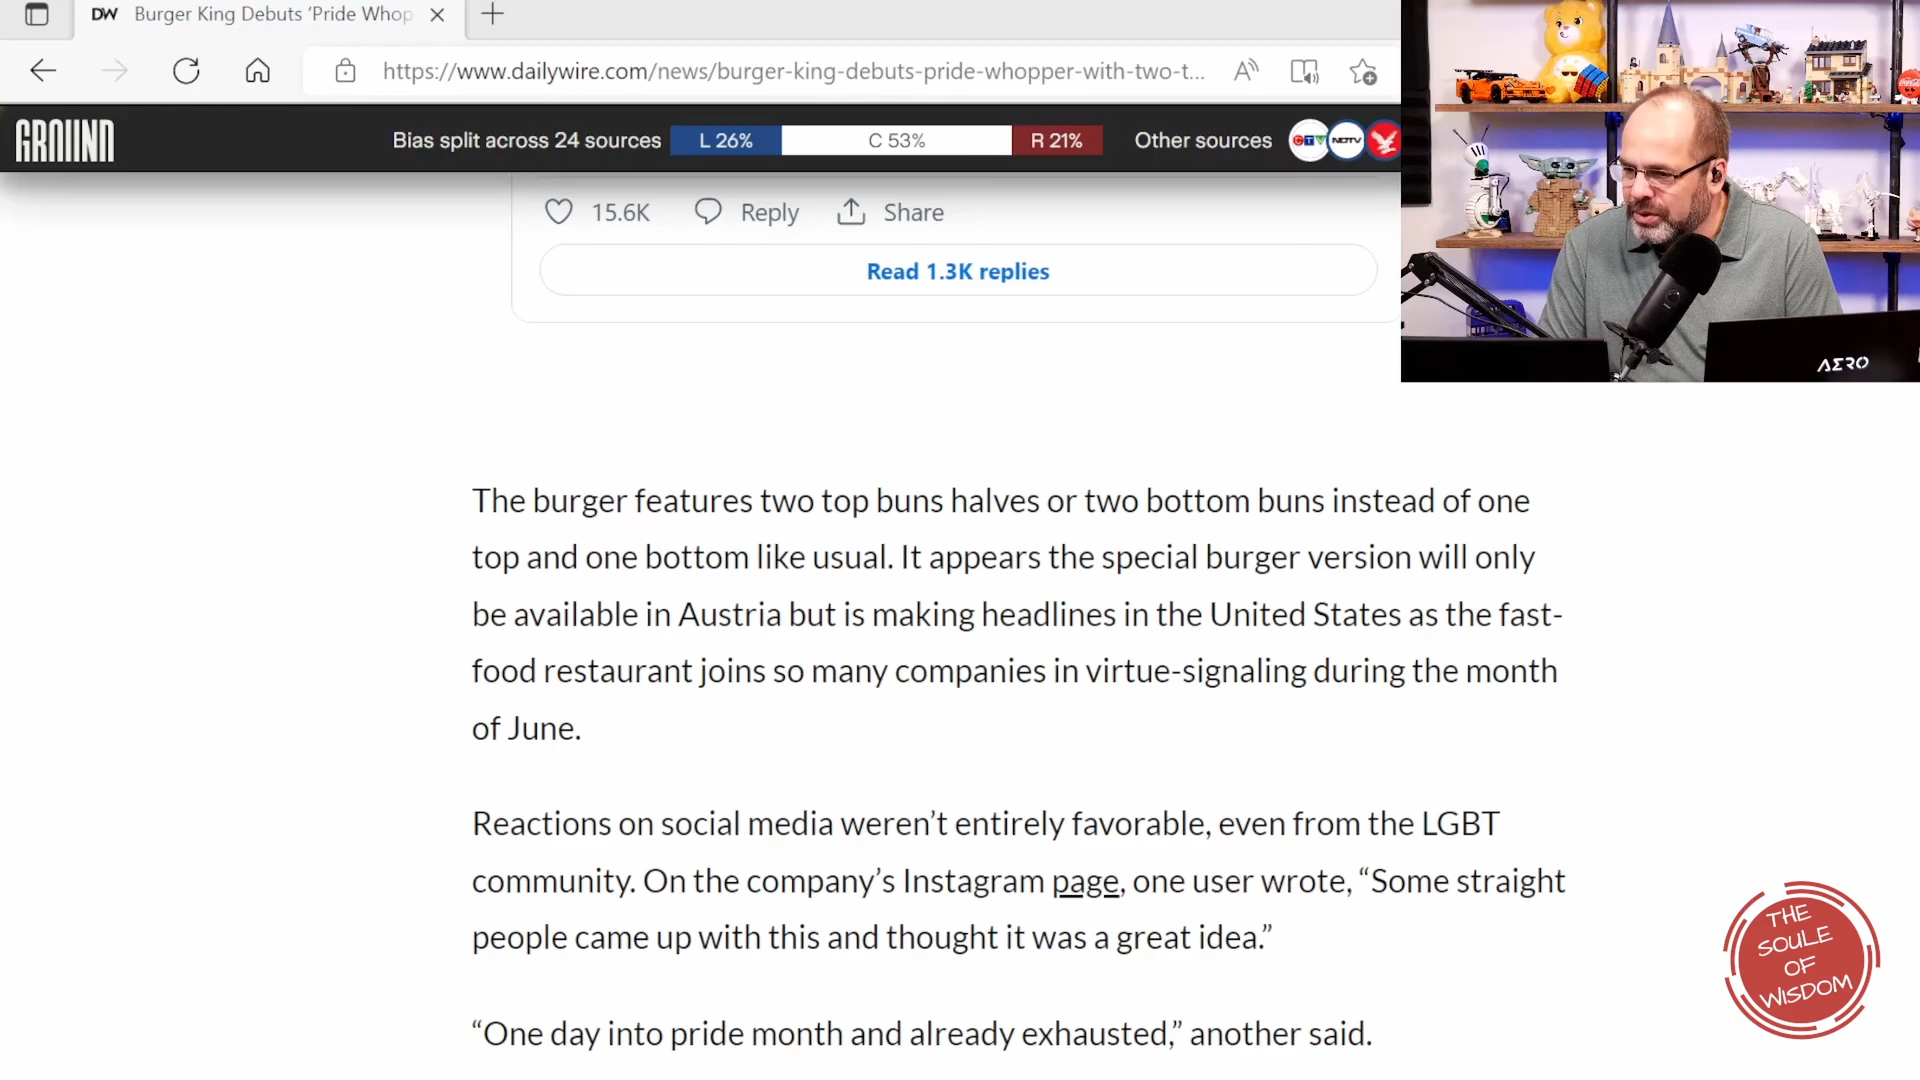 DW Burger King Debuts ‘Pride Whop
https://www.dailywire.com/news/burger-king-debuts-pride-whopper-with-two-t...
GROUND
Bias split across 24 sources L 26% C 53% R 21% Other sources CTV NDTV
15.6K Reply Share
Read 1.3K replies
AERO
The burger features two top buns halves or two bottom buns instead of one
top and one bottom like usual. It appears the special burger version will only
be available in Austria but is making headlines in the United States as the fast-
food restaurant joins so many companies in virtue-signaling during the month
of June.
Reactions on social media weren’t entirely favorable, even from the LGBT
community. On the company’s Instagram page, one user wrote, “Some straight
people came up with this and thought it was a great idea.”
“One day into pride month and already exhausted,” another said.
THE
SOULE
OF
WISDOM